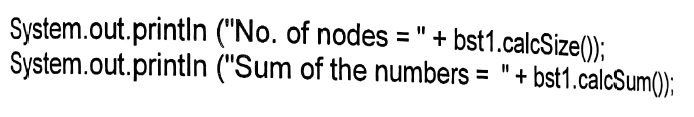 System.out.println ("No. of nodes = " + bst1.calcSize());
System.out.println ("Sum of the numbers =  " + bst1.calcSum());